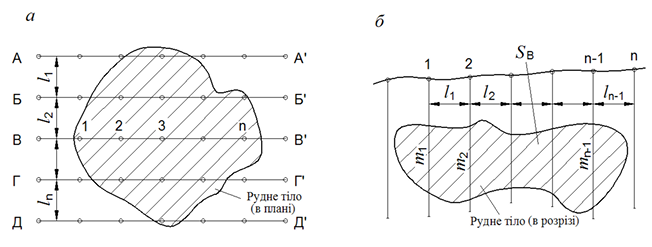 а
А А'
l1
Б Б'
l2
1 2 3 n
В В'
Г Г'
ln
Рудне тіло
(в плані)
Д Д'
б
SВ
1 2 n-1 n
l1 l2 ln-1
m1 m2 mn-1
Рудне тіло (в розрізі)